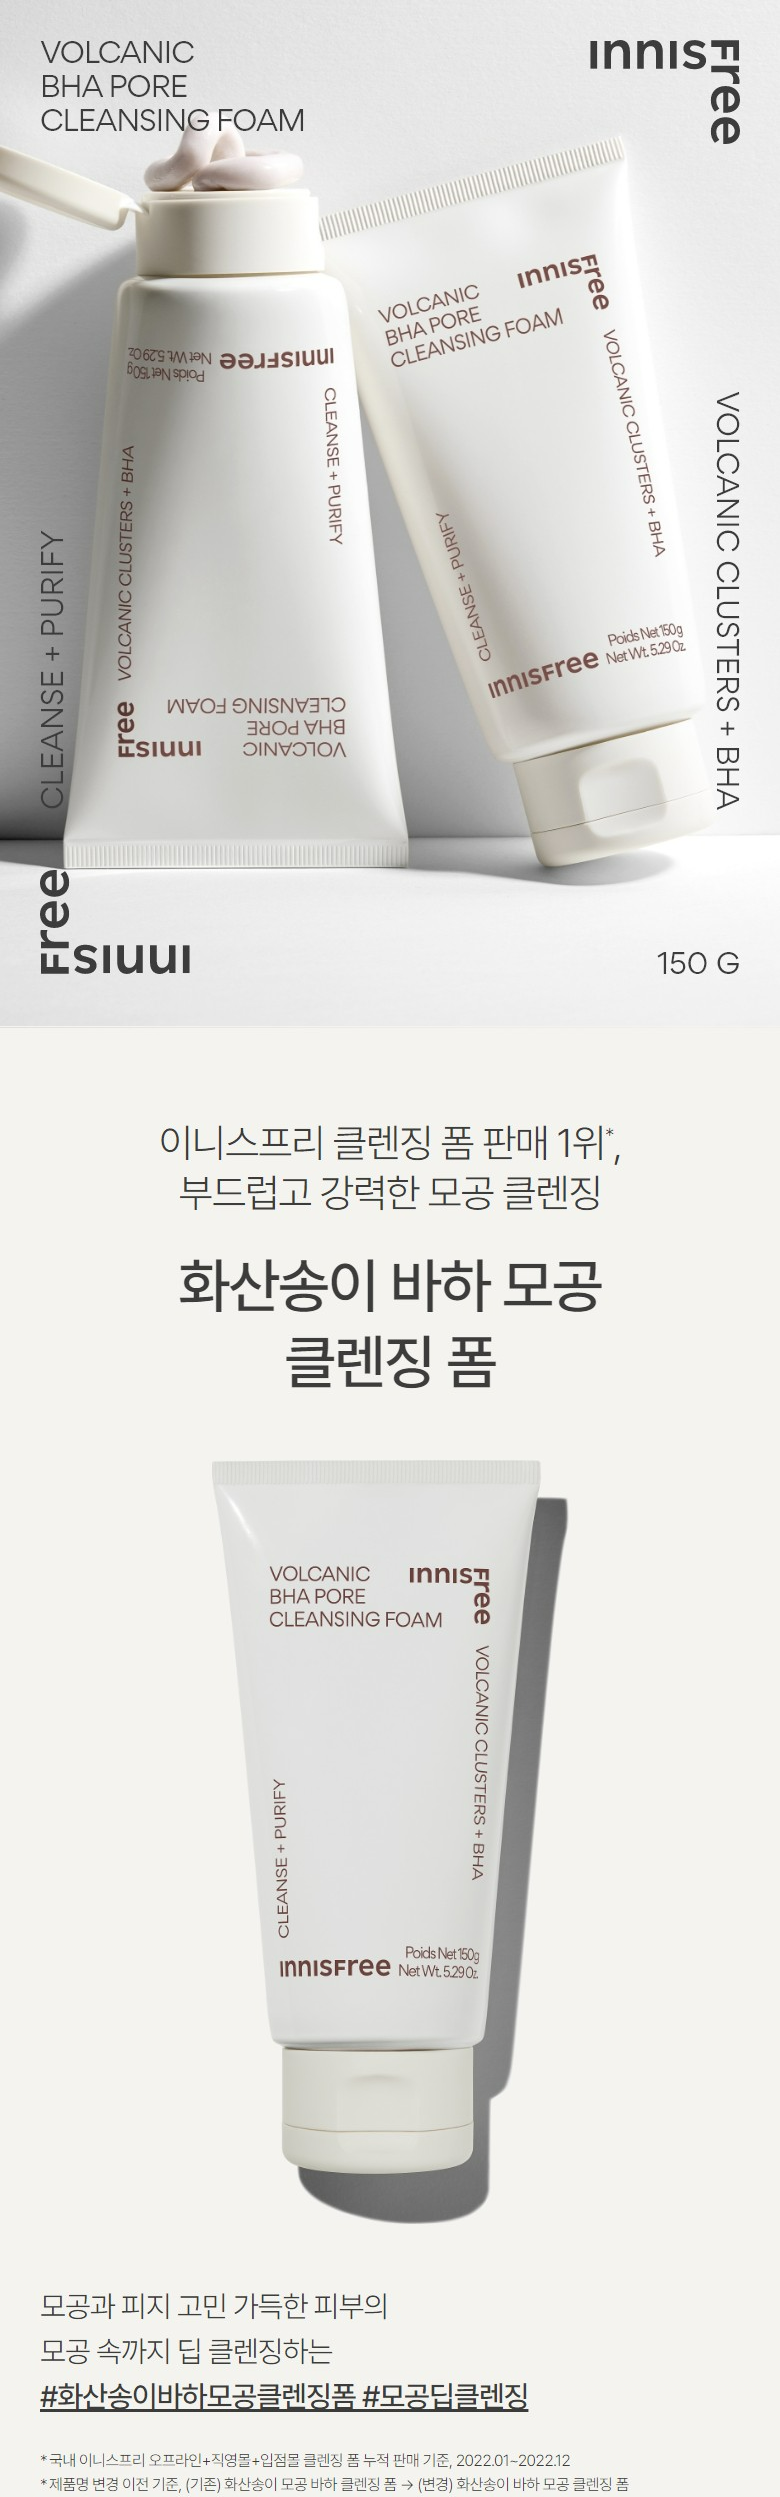 VOLCANIC
BHA PORE
CLEANSING FOAM
INNISFree
VOLCANIC
BHA PORE
CLEANSING FOAM
INNISFree
VOLCANIC CLUSTERS + BHA
CLEANSE + PURIFY
INNISFree
Poids Net 150g
Net Wt. 5.29 Oz.
INNISFree
Poids Net 150g
Net Wt. 5.29 Oz.
CLEANSE + PURIFY
VOLCANIC CLUSTERS + BHA
VOLCANIC
BHA PORE
CLEANSING FOAM
INNISFree
CLEANSE + PURIFY
VOLCANIC CLUSTERS + BHA
INNISFree
150 G
이니스프리 클렌징 폼 판매 1위*,
부드럽고 강력한 모공 클렌징
화산송이 바하 모공
클렌징 폼
VOLCANIC
BHA PORE
CLEANSING FOAM
INNISFree
VOLCANIC CLUSTERS + BHA
CLEANSE + PURIFY
INNISFree
Poids Net 150g
Net Wt. 5.29 Oz.
모공과 피지 고민 가득한 피부의
모공 속까지 딥 클렌징하는
#화산송이바하모공클렌징폼 #모공딥클렌징
* 국내 이니스프리 오프라인+직영몰+입점몰 클렌징 폼 누적 판매 기준, 2022.01~2022.12
* 제품명 변경 이전 기준, (기존) 화산송이 모공 바하 클렌징 폼 → (변경) 화산송이 바하 모공 클렌징 폼